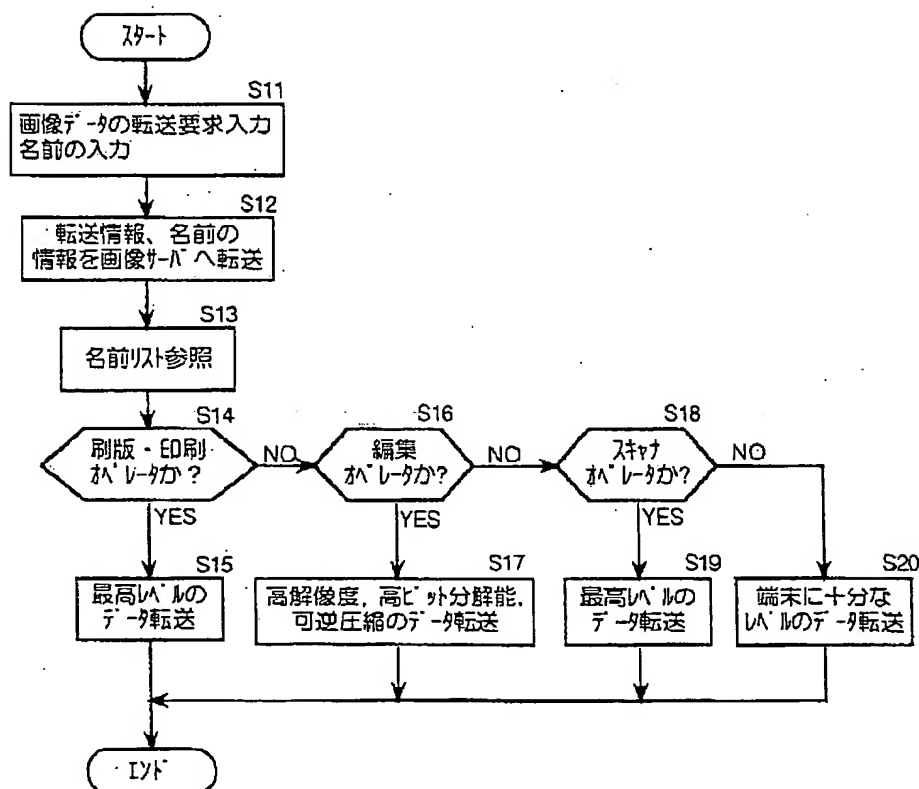 スタート
S11
画像ﾃﾞｰﾀの転送要求入力
名前の入力
S12
転送情報、名前の
情報を画像ｻｰﾊﾞへ転送
S13
名前ﾘｽﾄ参照
S14
刷版・印刷
ｵﾍﾟﾚｰﾀか?
NO
YES
S16
編集
ｵﾍﾟﾚｰﾀか?
NO
YES
S18
ｽｷｬﾅ
ｵﾍﾟﾚｰﾀか?
NO
YES
S15
最高ﾚﾍﾞﾙの
ﾃﾞｰﾀ転送
S17
高解像度,高ﾋﾞｯﾄ分解能,
可逆圧縮のﾃﾞｰﾀ転送
S19
最高ﾚﾍﾞﾙの
ﾃﾞｰﾀ転送
S20
端末に十分な
ﾚﾍﾞﾙのﾃﾞｰﾀ転送
ｴﾝﾄﾞ